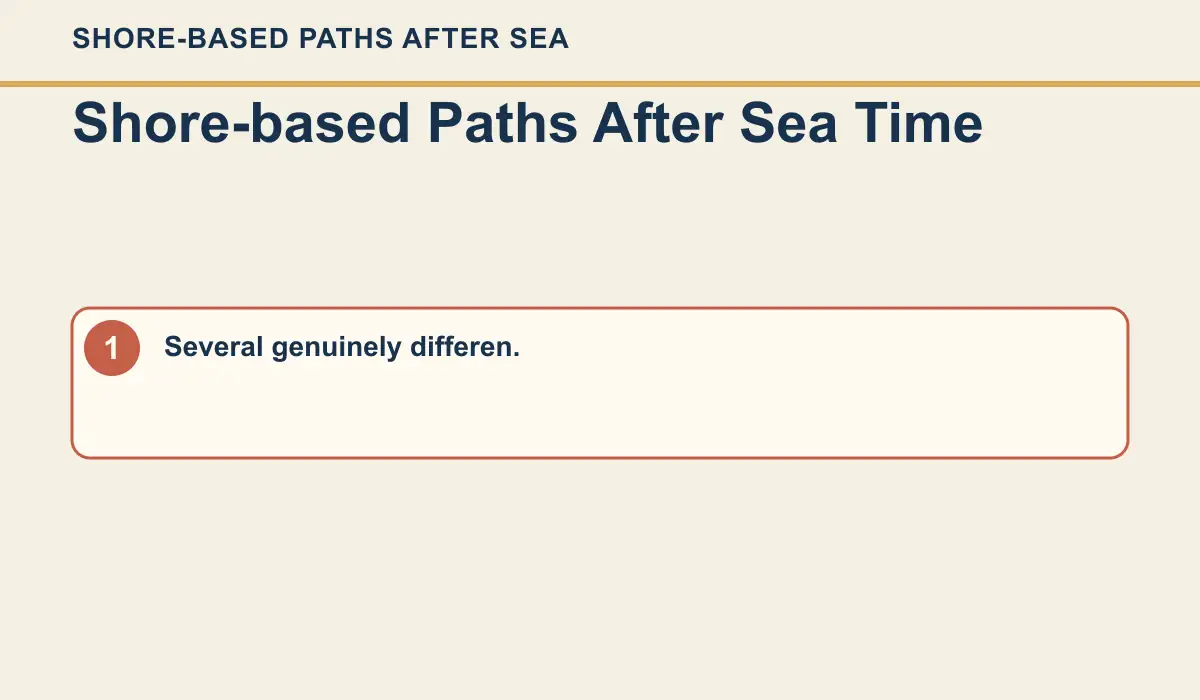 SHORE-BASED PATHS AFTER SEA
Shore-based Paths After Sea Time
1 Several genuinely differen.